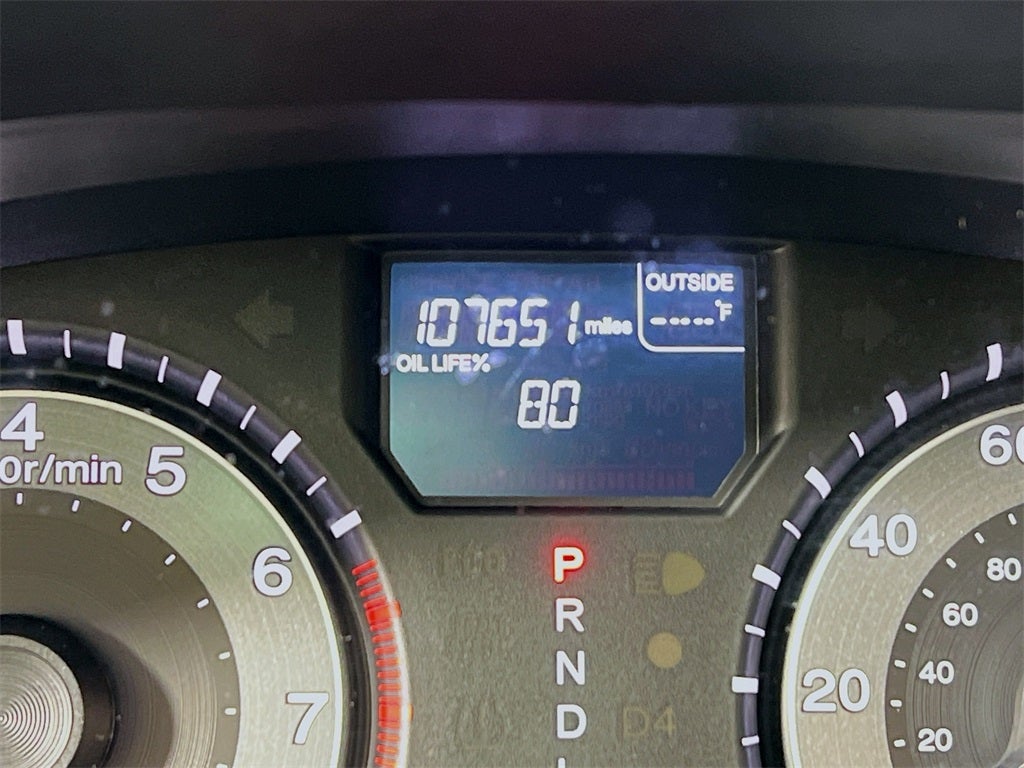 OUTSIDE
107651 miles
----°F
OIL LIFE%
80
4
0r/min
5
6
7
P
R
N
D
D4
60
40
20
80
60
40
20